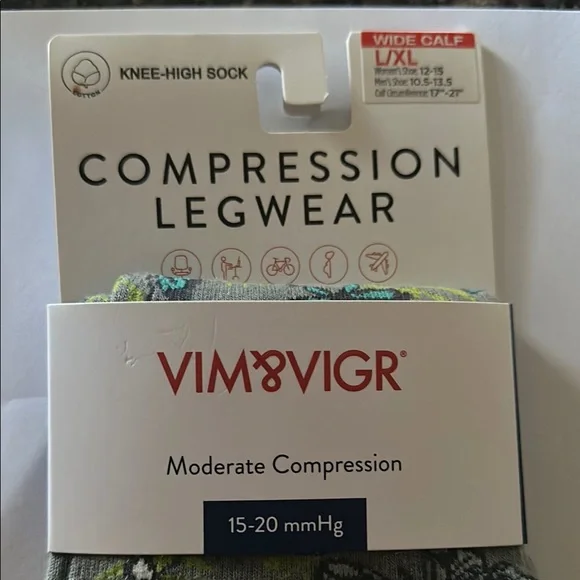 COTTON
KNEE-HIGH SOCK
WIDE CALF
L/XL
Women's Shoe: 12-15
Men's Shoe: 10.5-13.5
Calf Circumference: 17"-21"
COMPRESSION
LEGWEAR
VIM&VIGR®
Moderate Compression
15-20 mmHg